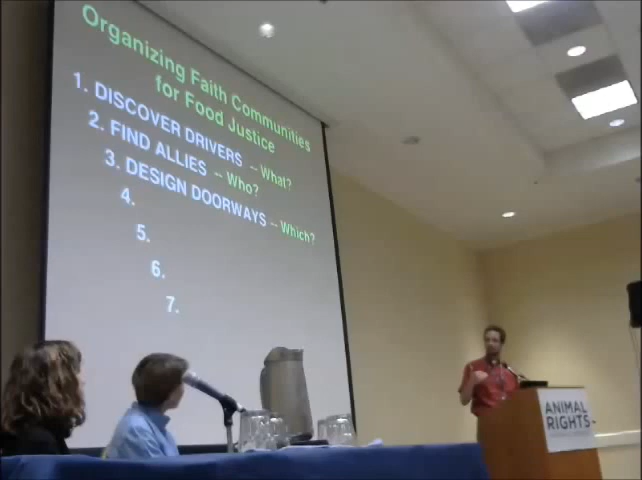 Organizing Faith Communities
for Food Justice
1. DISCOVER DRIVERS -- What?
2. FIND ALLIES -- Who?
3. DESIGN DOORWAYS -- Which?
4.
5.
6.
7.
ANIMAL
RIGHTS